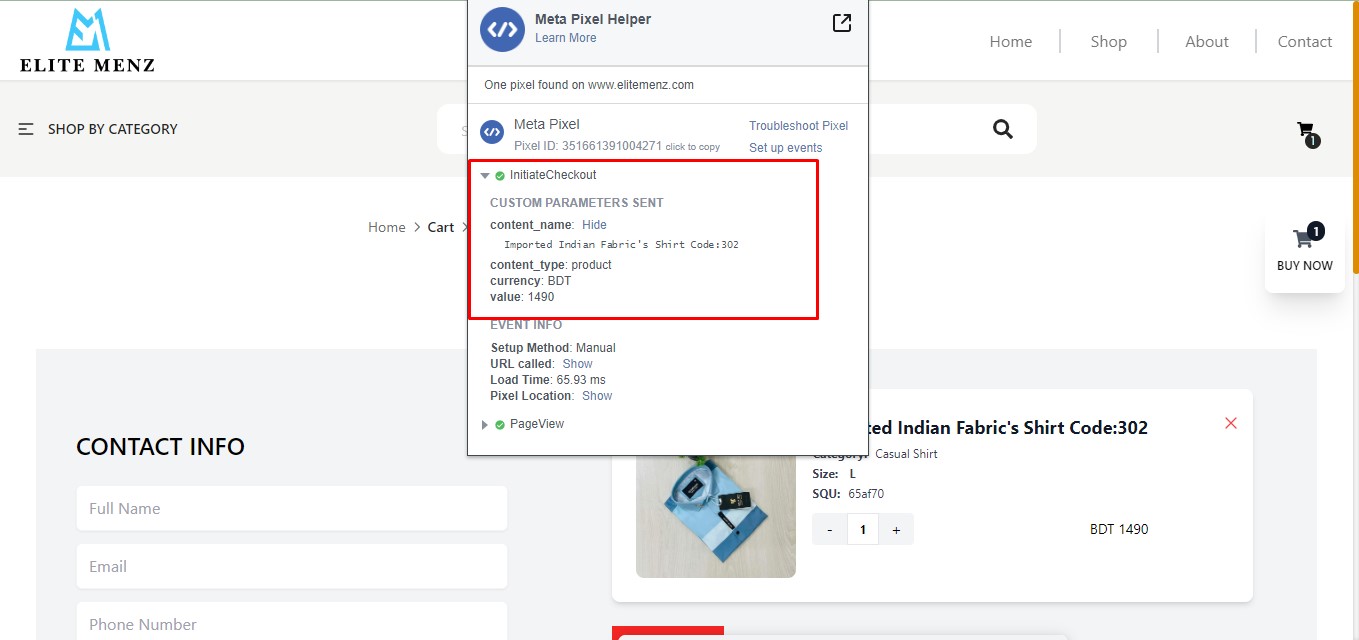 ELITE MENZ
Meta Pixel Helper
Learn More
Home
Shop
About
Contact
One pixel found on www.elitemenz.com
SHOP BY CATEGORY
1
Meta Pixel
Troubleshoot Pixel
Pixel ID: 351661391004271 click to copy
Set up events
InitiateCheckout
CUSTOM PARAMETERS SENT
content_name: Hide
Imported Indian Fabric's Shirt Code:302
content_type: product
currency: BDT
value: 1490
EVENT INFO
Setup Method: Manual
URL called: Show
Load Time: 65.93 ms
Pixel Location: Show
PageView
Home > Cart >
1
BUY NOW
CONTACT INFO
Full Name
Email
Phone Number
ted Indian Fabric's Shirt Code:302
Category: Casual Shirt
Size: L
SQU: 65af70
- 1 +
BDT 1490